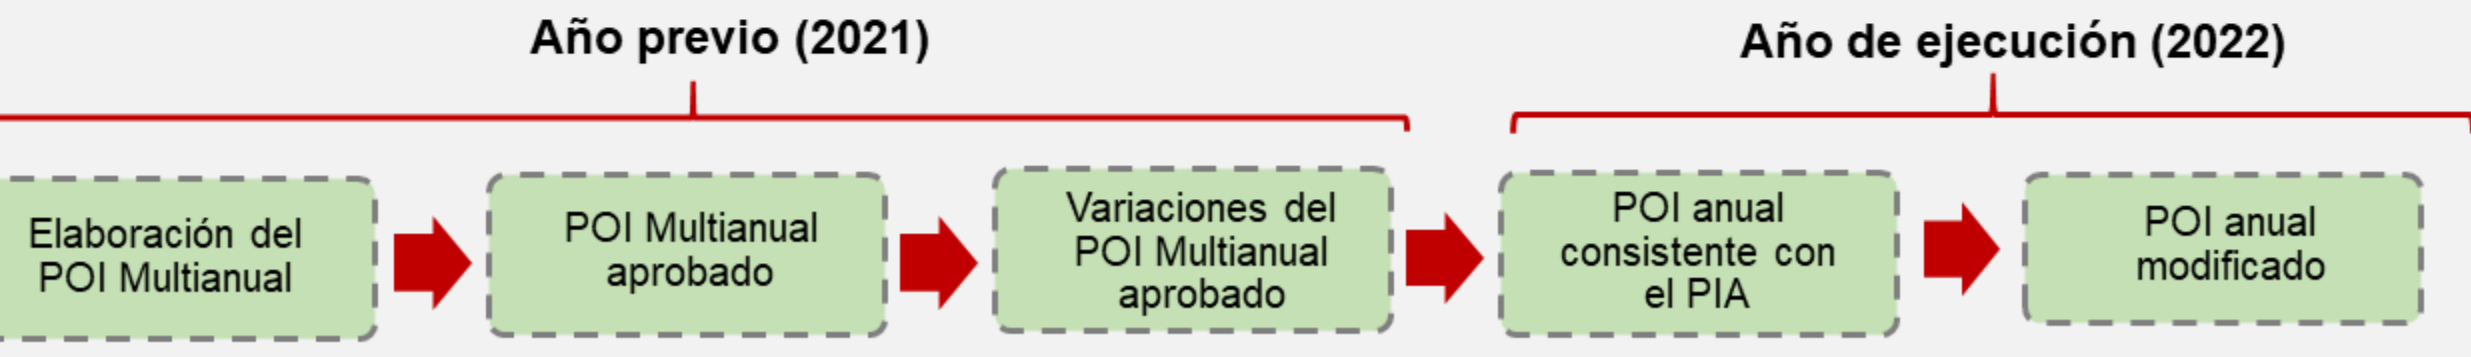 Año previo (2021)
Año de ejecución (2022)
Elaboración del
POI Multianual
POI Multianual
aprobado
Variaciones del
POI Multianual
aprobado
POI anual
consistente con
el PIA
POI anual
modificado